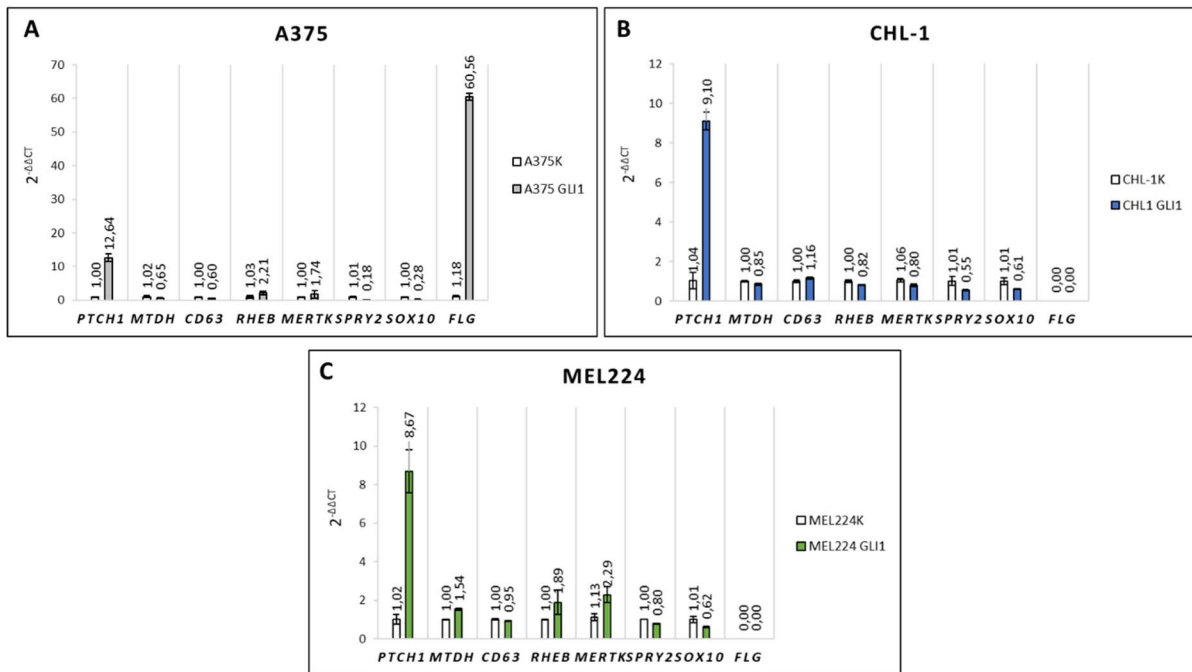 A
A375
70
60
50
40
30
20
10
0
2^-ΔΔCT
1,00 12,64 1,02 0,65 1,00 0,60 1,03 2,21 1,00 1,74 1,01 0,18 1,00 0,28 1,18 60,56
PTCH1 MTDH CD63 RHEB MERTK SPRY2 SOX10 FLG
A375K
A375 GLI1
B
CHL-1
12
10
8
6
4
2
0
2^-ΔΔCT
1,04 9,10 1,00 0,85 1,00 1,16 1,00 0,82 1,06 0,80 1,01 0,55 1,01 0,61 0,00 0,00
PTCH1 MTDH CD63 RHEB MERTK SPRY2 SOX10 FLG
CHL-1K
CHL1 GLI1
C
MEL224
12
10
8
6
4
2
0
2^-ΔΔCT
1,02 8,67 1,00 1,54 1,00 0,95 1,00 1,89 1,13 2,29 1,00 0,80 1,01 0,62 0,00 0,00
PTCH1 MTDH CD63 RHEB MERTK SPRY2 SOX10 FLG
MEL224K
MEL224 GLI1